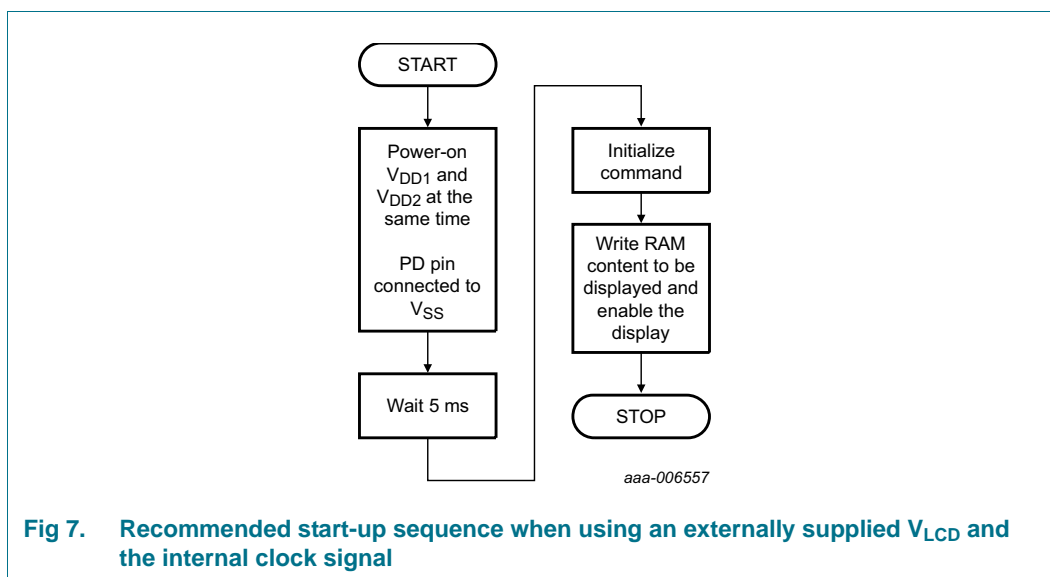 START
Power-on
VDD1 and
VDD2 at the
same time
PD pin
connected to
VSS
Wait 5 ms
Initialize
command
Write RAM
content to be
displayed and
enable the
display
STOP
aaa-006557
Fig 7. Recommended start-up sequence when using an externally supplied VLCD and
the internal clock signal